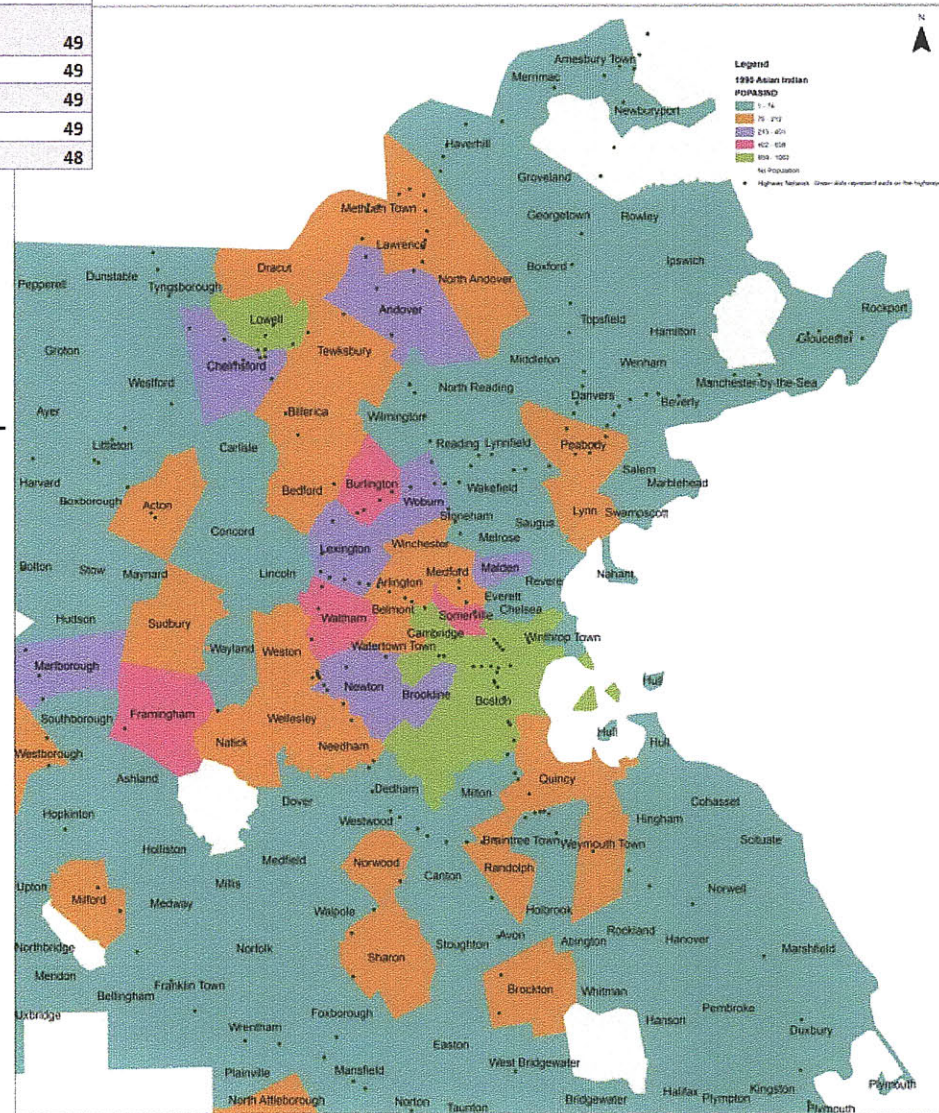 49
49
49
49
48
N
Legend
1990 Asian Indian
POPASIND
No Population
Amesbury Town
Merrimac
Newburyport
Haverhill
Groveland
Methuen Town
Georgetown
Rowley
Lawrence
Dracut
North Andover
Boxford
Ipswich
Pepperell
Dunstable
Tyngsborough
Andover
Rockport
Lowell
Topsfield
Hamilton
Gloucester
Groton
Tewksbury
Middleton
Wenham
Chelmsford
Westford
North Reading
Manchester-by-the-Sea
Danvers
Beverly
Ayer
Billerica
Wilmington
Littleton
Carlisle
Reading
Lynnfield
Peabody
Salem
Harvard
Boxborough
Acton
Bedford
Burlington
Woburn
Wakefield
Marblehead
Stoneham
Lynn
Swampscott
Concord
Saugus
Lexington
Winchester
Melrose
Bolton
Stow
Maynard
Lincoln
Arlington
Medford
Malden
Revere
Nahant
Everett
Hudson
Sudbury
Waltham
Belmont
Somerville
Chelsea
Cambridge
Winthrop Town
Wayland
Weston
Watertown Town
Marlborough
Newton
Brookline
Boston
Hull
Southborough
Framingham
Wellesley
Hull
Hull
Westborough
Natick
Needham
Ashland
Dedham
Milton
Quincy
Hopkinton
Dover
Westwood
Cohasset
Hingham
Holliston
Braintree Town
Weymouth Town
Scituate
Medfield
Norwood
Canton
Randolph
Upton
Milford
Millis
Norwell
Medway
Walpole
Holbrook
Northbridge
Norfolk
Stoughton
Avon
Abington
Rockland
Hanover
Marshfield
Mendon
Sharon
Bellingham
Franklin Town
Brockton
Whitman
Uxbridge
Foxborough
Hanson
Pembroke
Duxbury
Wrentham
Easton
Plainville
Mansfield
West Bridgewater
Plymouth
North Attleborough
Norton
Taunton
Bridgewater
Halifax
Plympton
Kingston
Plymouth